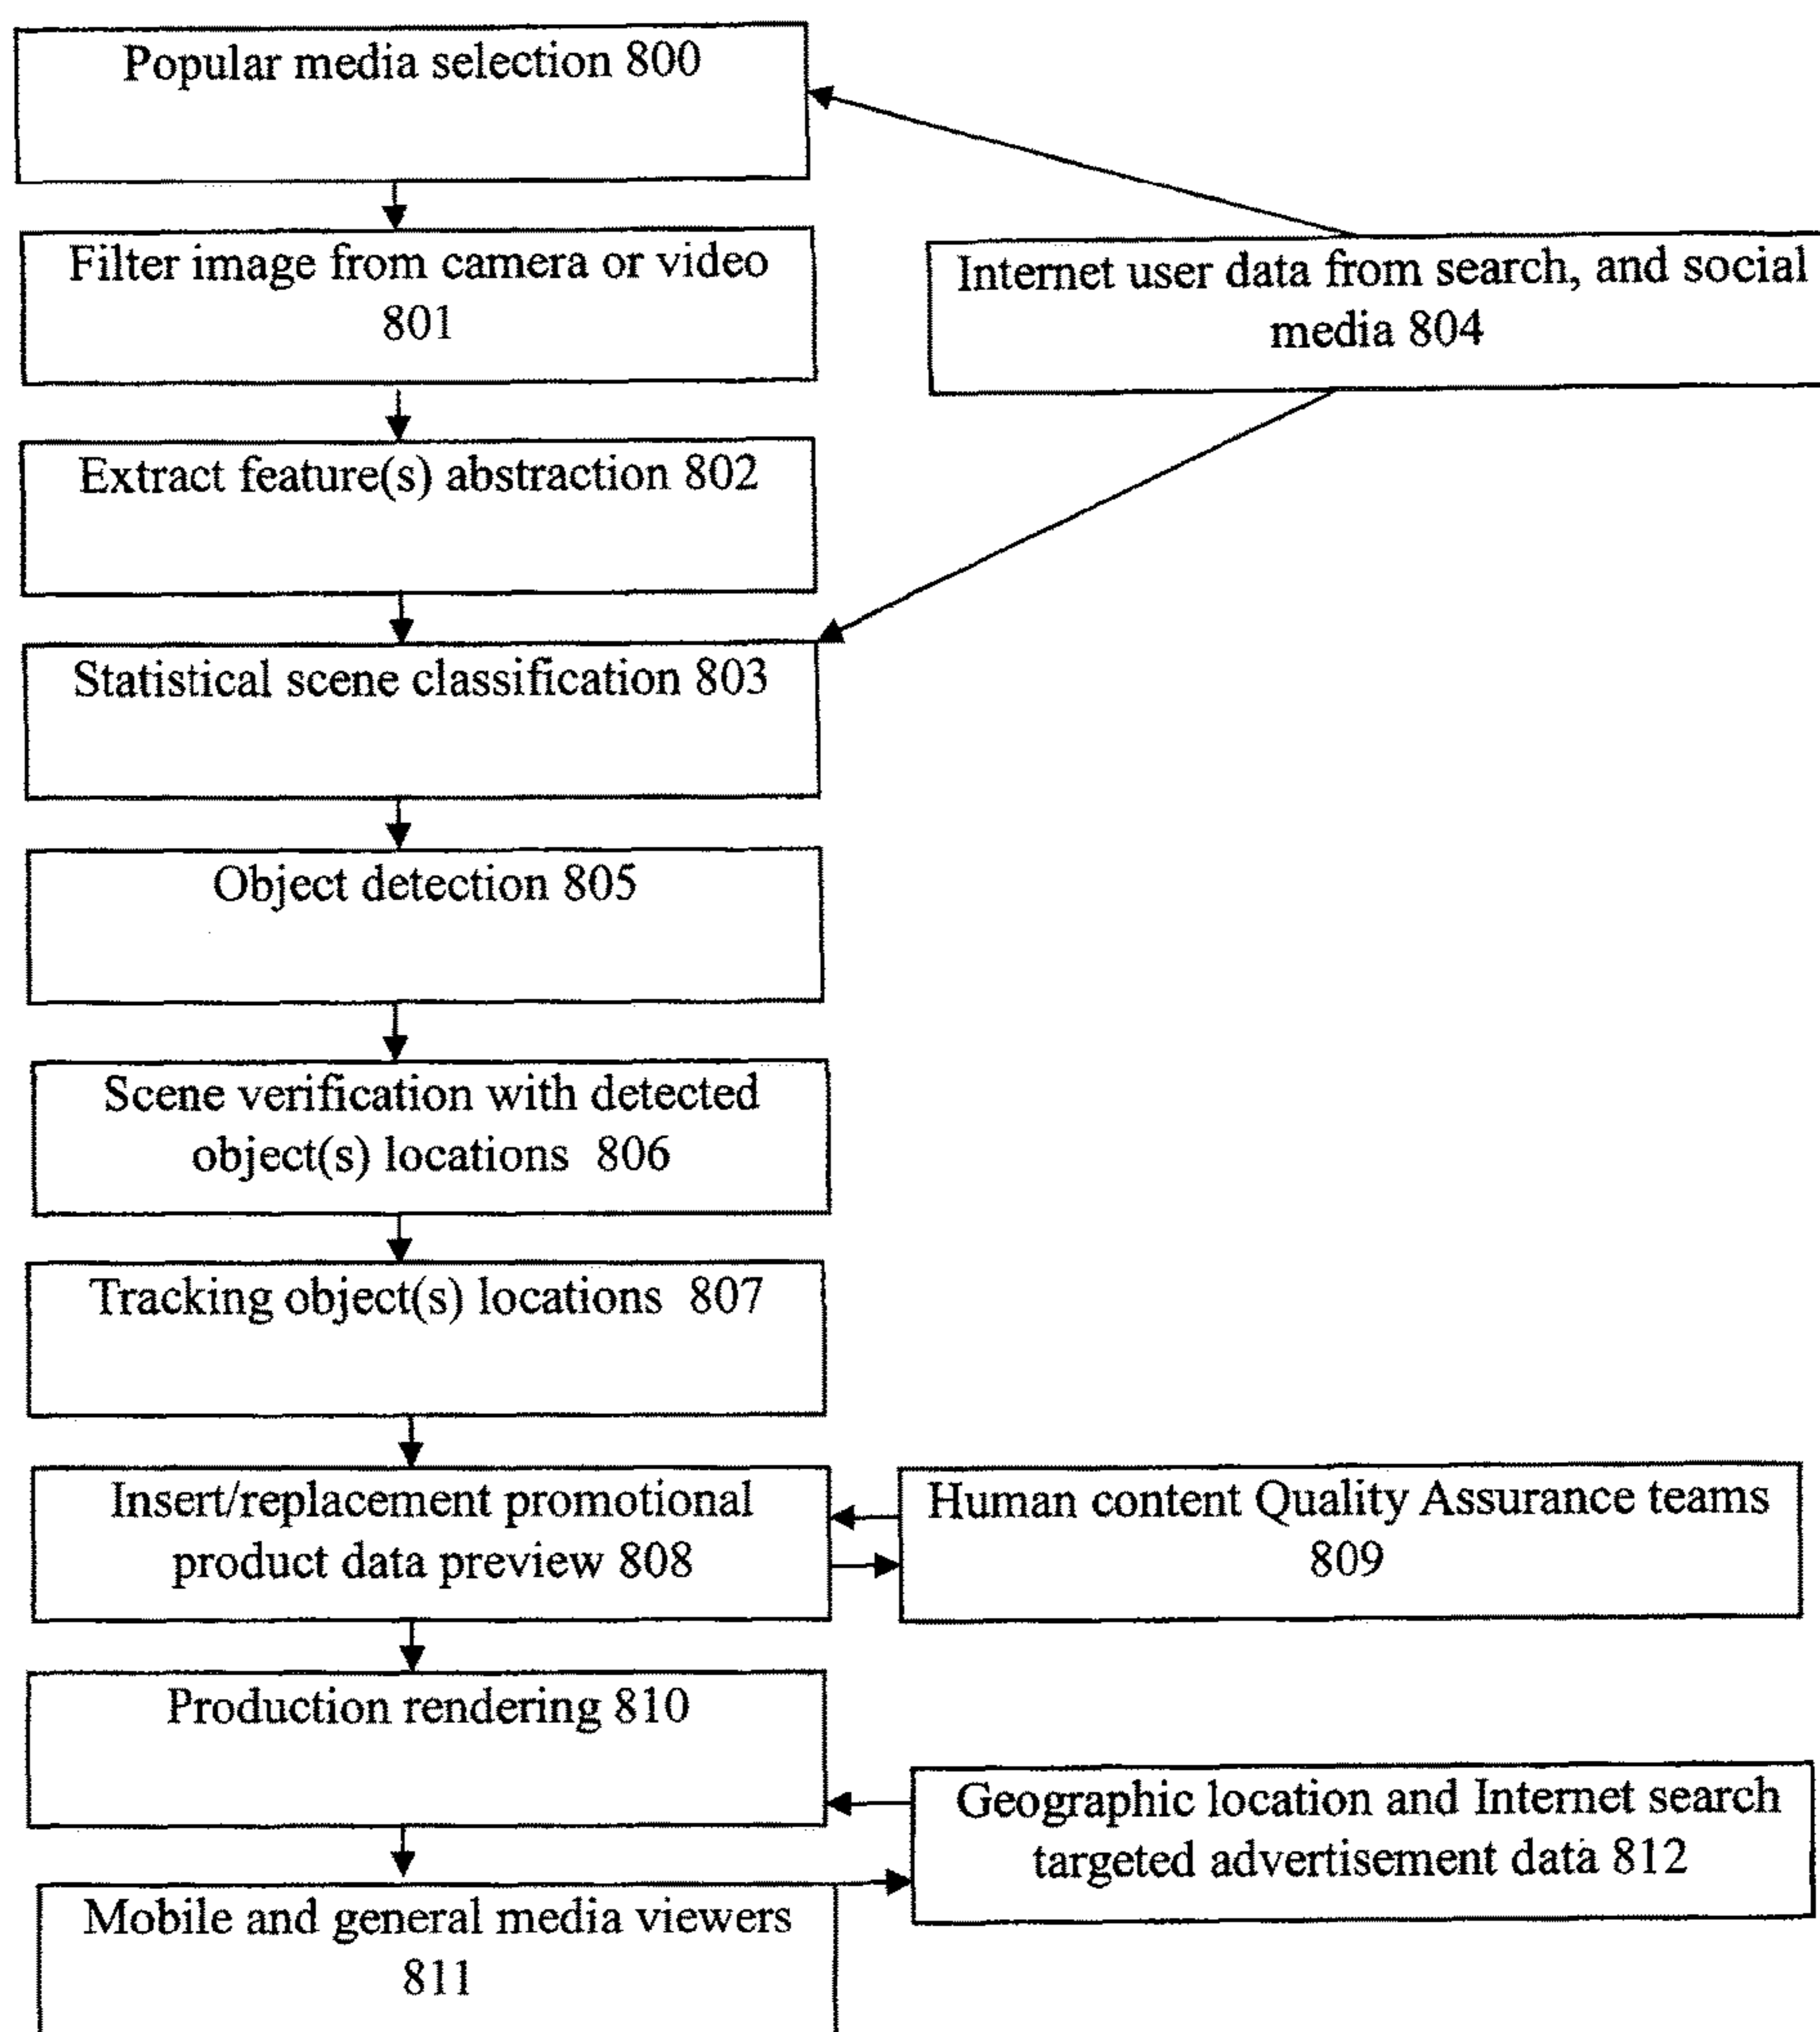 Popular media selection 800
Filter image from camera or video
801
Internet user data from search, and social
media 804
Extract feature(s) abstraction 802
Statistical scene classification 803
Object detection 805
Scene verification with detected
object(s) locations 806
Tracking object(s) locations 807
Insert/replacement promotional
product data preview 808
Human content Quality Assurance teams
809
Production rendering 810
Geographic location and Internet search
targeted advertisement data 812
Mobile and general media viewers
811